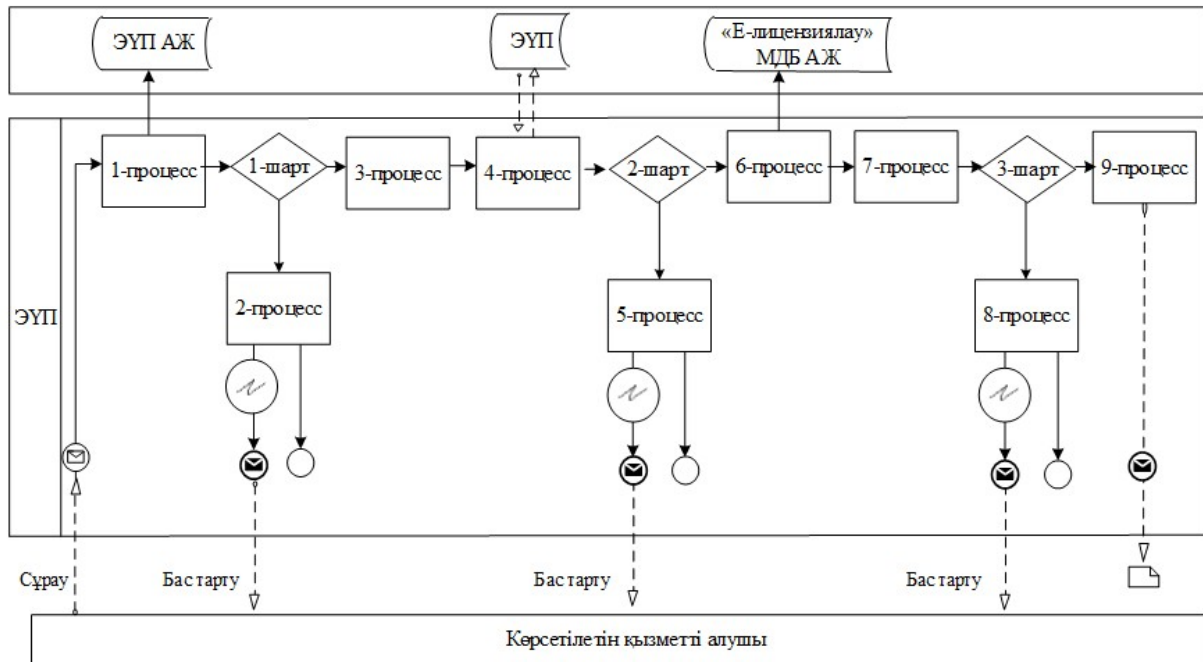 ЭҮП АЖ
ЭҮП
«Е-лицензиялау»
МДБ АЖ
1-процесс
1-шарт
3-процесс
4-процесс
2-шарт
6-процесс
7-процесс
3-шарт
9-процесс
2-процесс
5-процесс
8-процесс
ЭҮП
Сұрау
Бас тарту
Бас тарту
Бас тарту
Көрсетілетін қызметті алушы